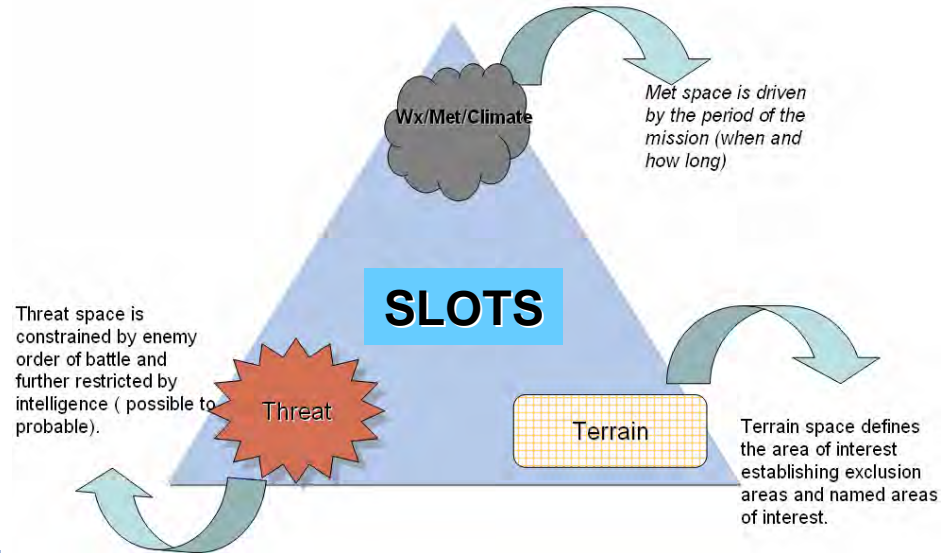 Wx/Met/Climate
Met space is driven
by the period of the
mission (when and
how long)
SLOTS
Threat space is
constrained by enemy
order of battle and
further restricted by
intelligence ( possible to
probable).
Threat
Terrain
Terrain space defines
the area of interest
establishing exclusion
areas and named areas
of interest.